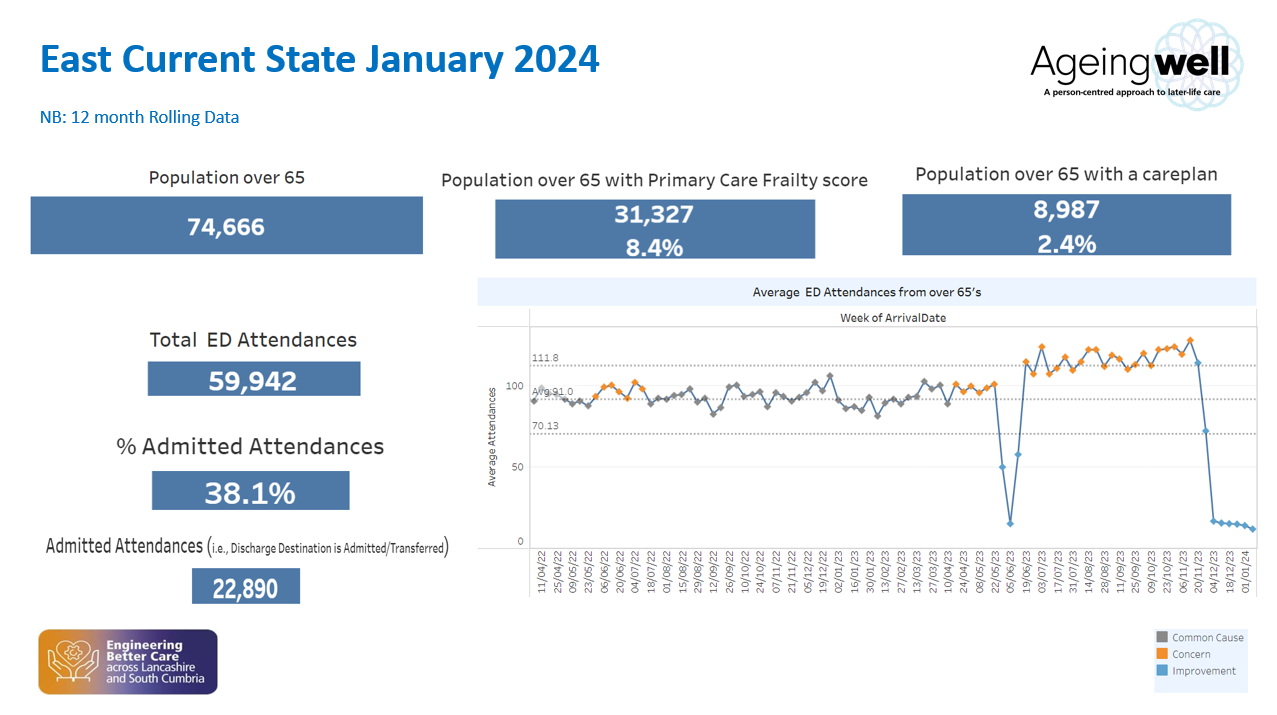 East Current State January 2024
Ageingwell
A person-centred approach to later-life care
NB: 12 month Rolling Data
Population over 65
74,666
Population over 65 with Primary Care Frailty score
31,327
8.4%
Population over 65 with a careplan
8,987
2.4%
Total ED Attendances
59,942
% Admitted Attendances
38.1%
Admitted Attendances (i.e., Discharge Destination is Admitted/Transferred)
22,890
Average ED Attendances from over 65's
Week of ArrivalDate
Average Attendances
100
50
0
111.8
Avg 91.0
70.13
11/04/22
25/04/22
09/05/22
23/05/22
06/06/22
20/06/22
04/07/22
18/07/22
01/08/22
15/08/22
29/08/22
12/09/22
26/09/22
10/10/22
24/10/22
07/11/22
21/11/22
05/12/22
19/12/22
02/01/23
16/01/23
30/01/23
13/02/23
27/02/23
13/03/23
27/03/23
10/04/23
24/04/23
08/05/23
22/05/23
05/06/23
19/06/23
03/07/23
17/07/23
31/07/23
14/08/23
28/08/23
11/09/23
25/09/23
09/10/23
23/10/23
06/11/23
20/11/23
04/12/23
18/12/23
01/01/24
Common Cause
Concern
Improvement
Engineering
Better Care
across Lancashire
and South Cumbria